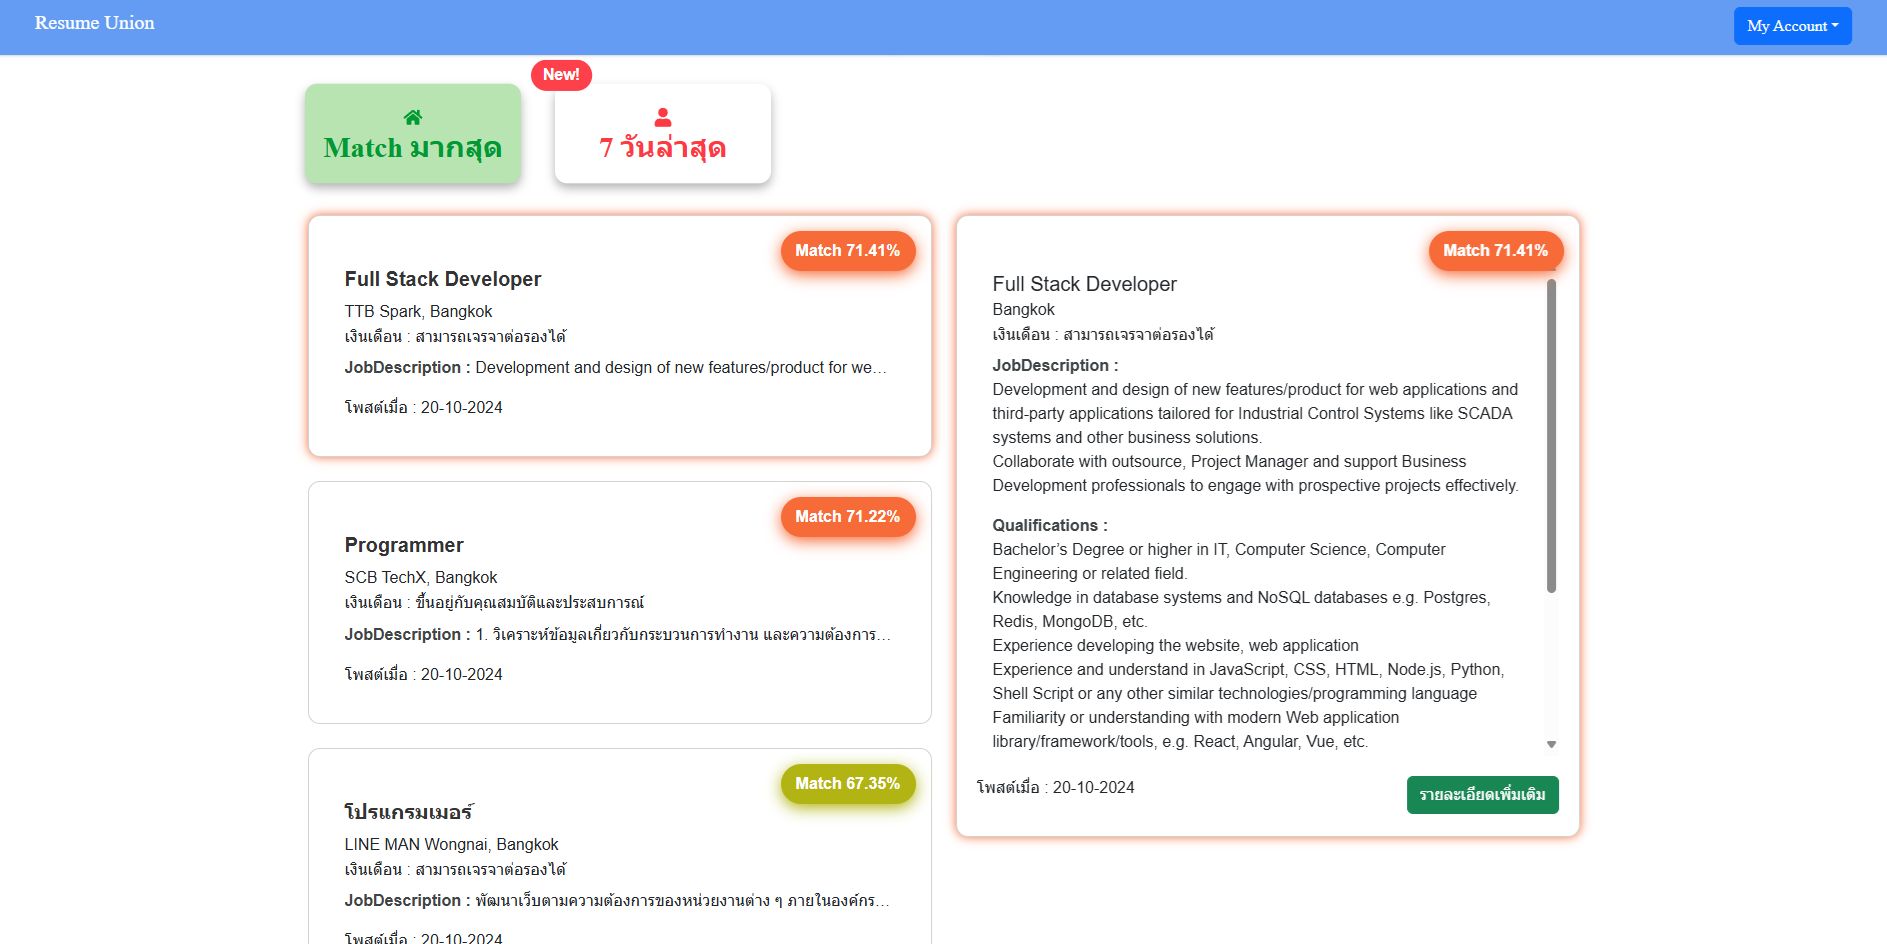 Resume Union
My Account
New!
Match มากสุด
7 วันล่าสุด
Match 71.41%
Full Stack Developer
TTB Spark, Bangkok
เงินเดือน : สามารถเจรจาต่อรองได้
JobDescription : Development and design of new features/product for we…
โพสต์เมื่อ : 20-10-2024
Match 71.22%
Programmer
SCB TechX, Bangkok
เงินเดือน : ขึ้นอยู่กับคุณสมบัติและประสบการณ์
JobDescription : 1. วิเคราะห์ข้อมูลเกี่ยวกับกระบวนการทำงาน และความต้องการ…
โพสต์เมื่อ : 20-10-2024
Match 67.35%
โปรแกรมเมอร์
LINE MAN Wongnai, Bangkok
เงินเดือน : สามารถเจรจาต่อรองได้
JobDescription : พัฒนาเว็บตามความต้องการของหน่วยงานต่าง ๆ ภายในองค์กร…
โพสต์เมื่อ : 20-10-2024
Match 71.41%
Full Stack Developer
Bangkok
เงินเดือน : สามารถเจรจาต่อรองได้
JobDescription :
Development and design of new features/product for web applications and
third-party applications tailored for Industrial Control Systems like SCADA
systems and other business solutions.
Collaborate with outsource, Project Manager and support Business
Development professionals to engage with prospective projects effectively.
Qualifications :
Bachelor’s Degree or higher in IT, Computer Science, Computer
Engineering or related field.
Knowledge in database systems and NoSQL databases e.g. Postgres,
Redis, MongoDB, etc.
Experience developing the website, web application
Experience and understand in JavaScript, CSS, HTML, Node.js, Python,
Shell Script or any other similar technologies/programming language
Familiarity or understanding with modern Web application
library/framework/tools, e.g. React, Angular, Vue, etc.
โพสต์เมื่อ : 20-10-2024
รายละเอียดเพิ่มเติม